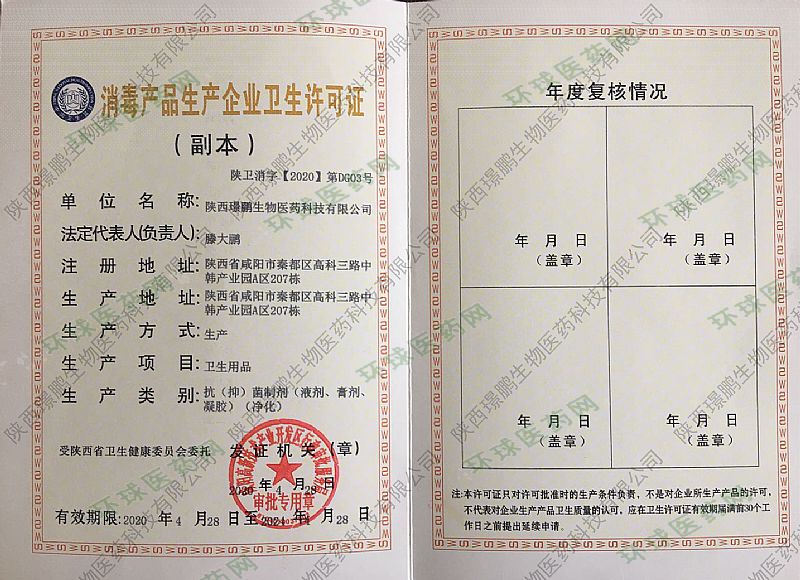 消毒产品生产企业卫生许可证
（副本）
陕卫消字【2020】第DG03号
单位名称: 陕西璟鹏生物医药科技有限公司
法定代表人(负责人): 滕大鹏
注册地址: 陕西省咸阳市秦都区高科三路中
韩产业园A区207栋
生产地址: 陕西省咸阳市秦都区高科三路中
韩产业园A区207栋
生产方式: 生产
生产项目: 卫生用品
生产类别: 抗（抑）菌制剂（液剂、膏剂、
凝胶）（净化）
受陕西省卫生健康委员会委托 发证机关（章）
2020 年 4 月 28 日
审批专用章
有效期限: 2020 年 4 月 28 日至 2024 年 4 月 28 日
年度复核情况
年 月 日 年 月 日
（盖章） （盖章）
年 月 日 年 月 日
（盖章） （盖章）
注:本许可证只对许可批准时的生产条件负责，不是对企业所生产产品的许可，
不代表对企业生产产品卫生质量的认可，应在卫生许可证有效期届满前30个工
作日之前提出延续申请。
陕西璟鹏生物医药科技有限公司
环球医药网